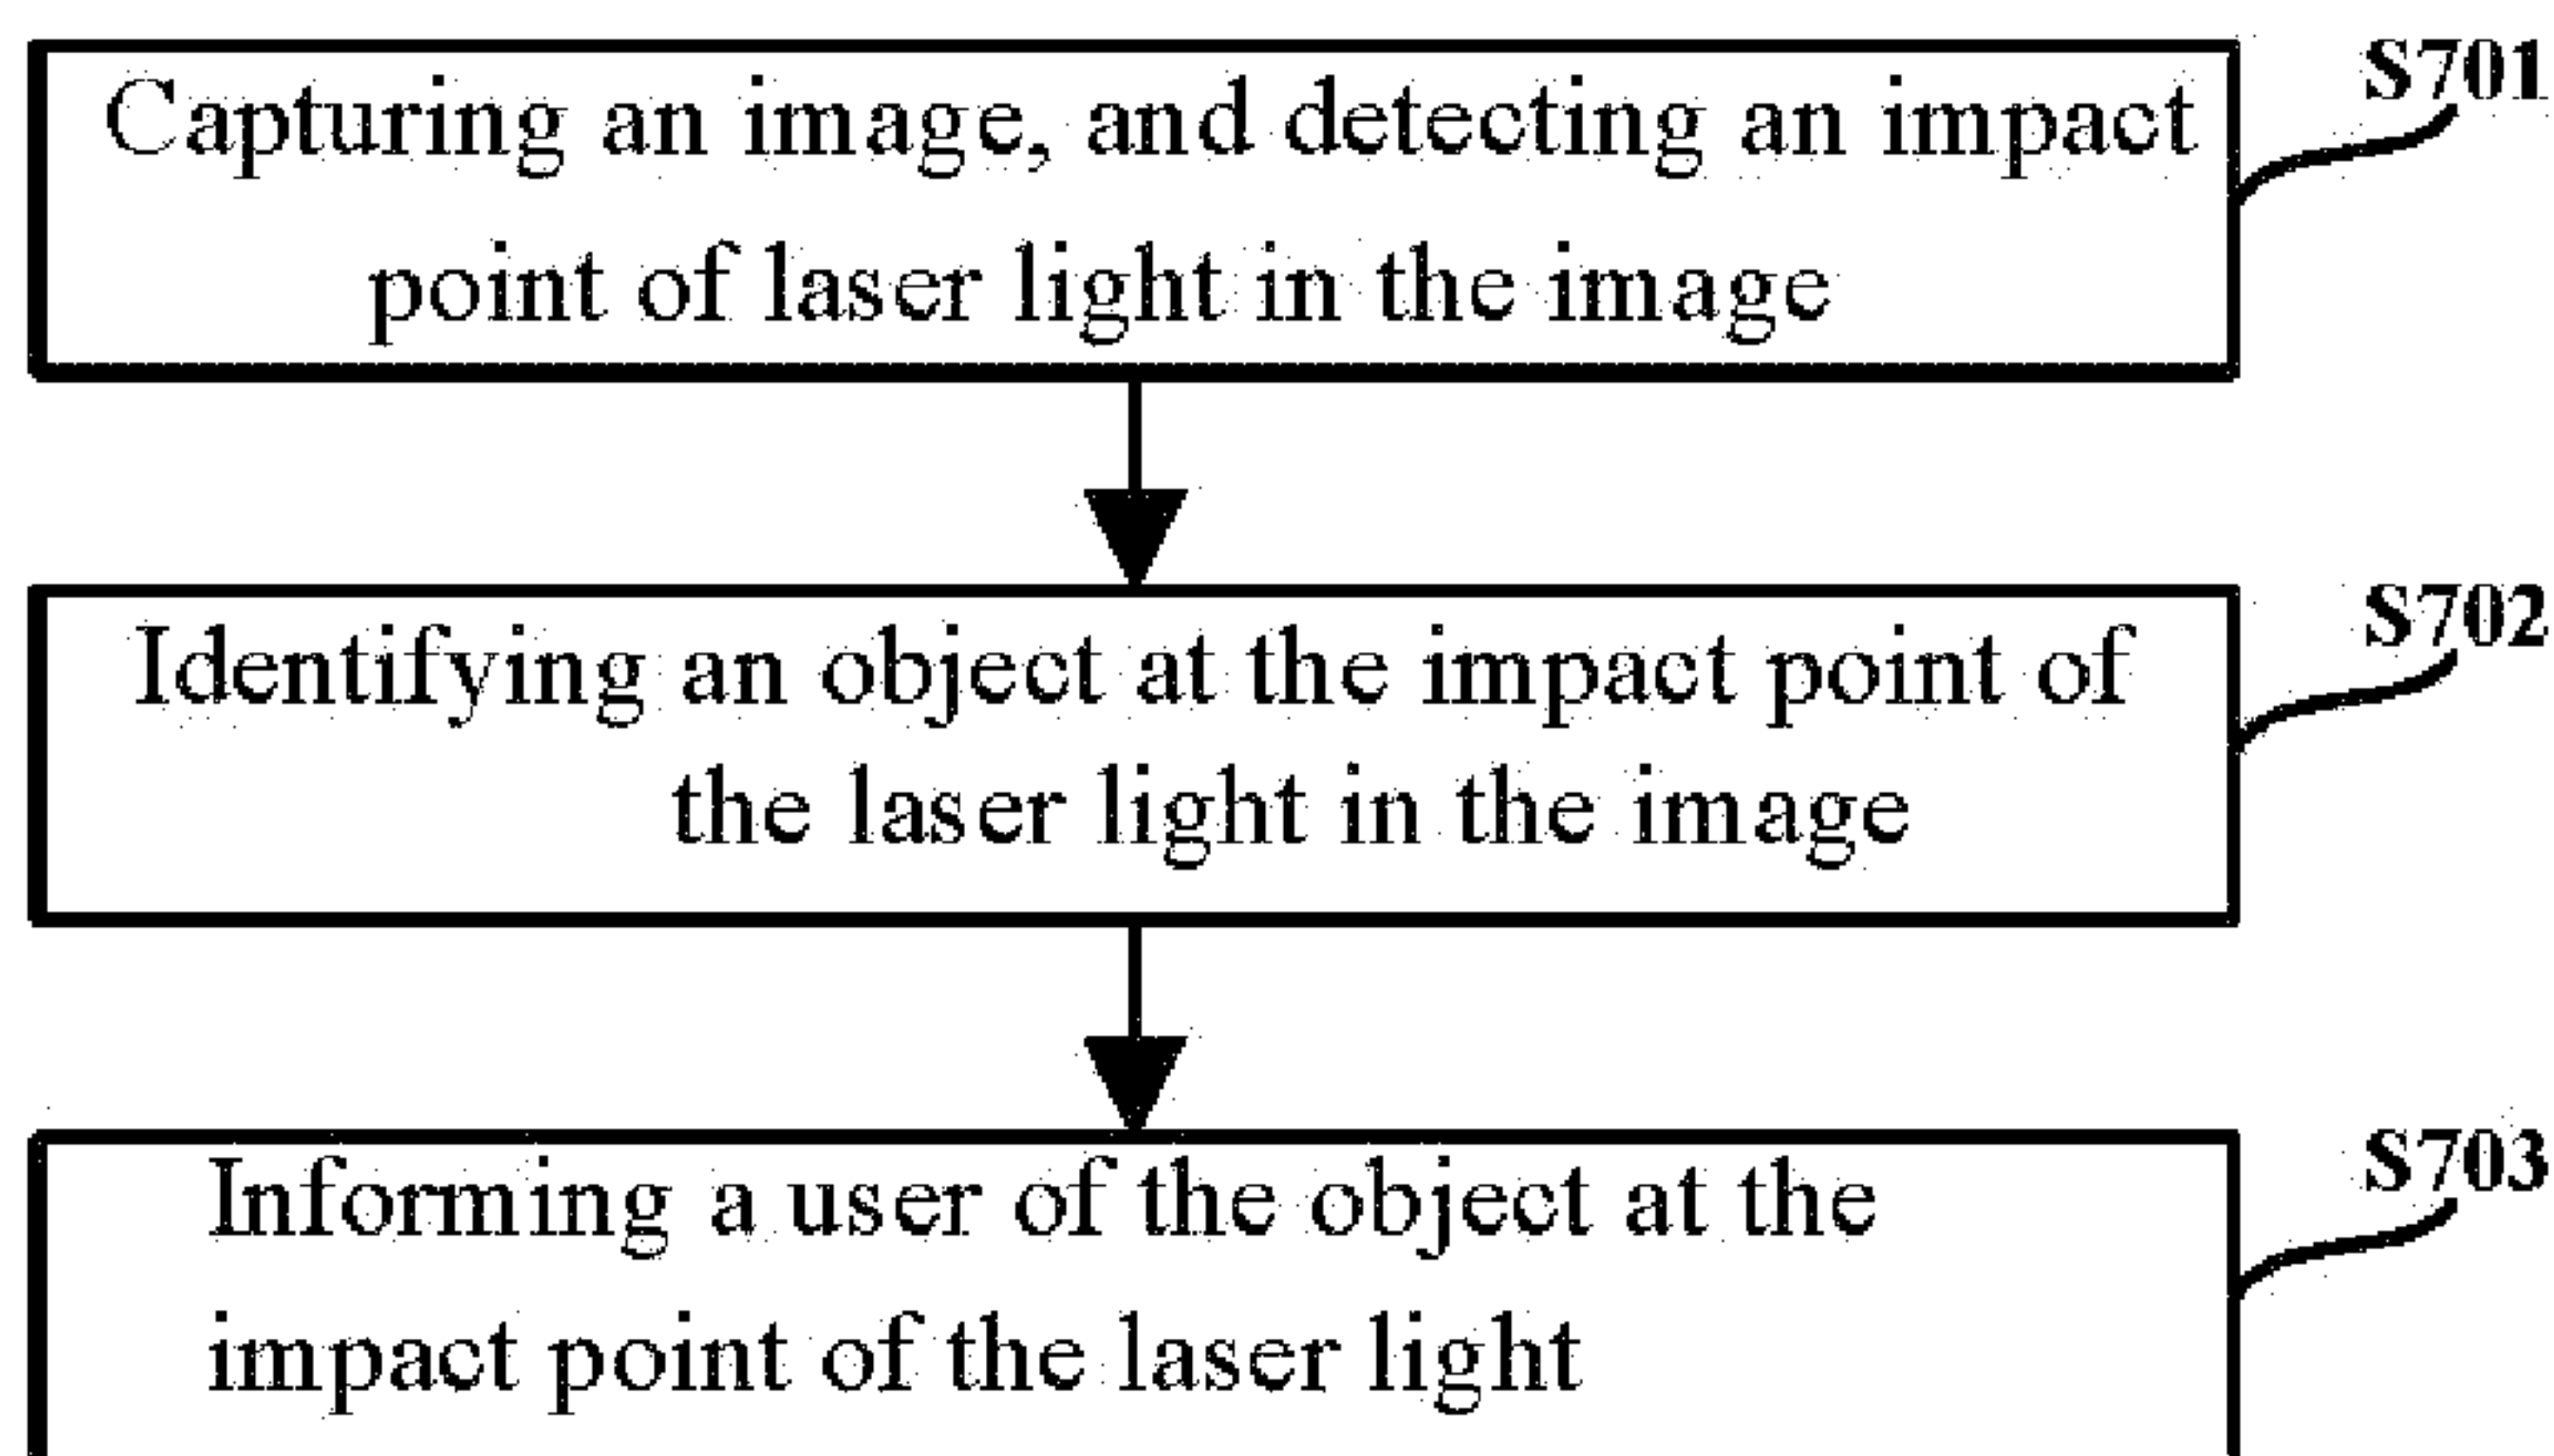 Capturing an image, and detecting an impact
point of laser light in the image
S701
Identifying an object at the impact point of
the laser light in the image
S702
Informing a user of the object at the
impact point of the laser light
S703